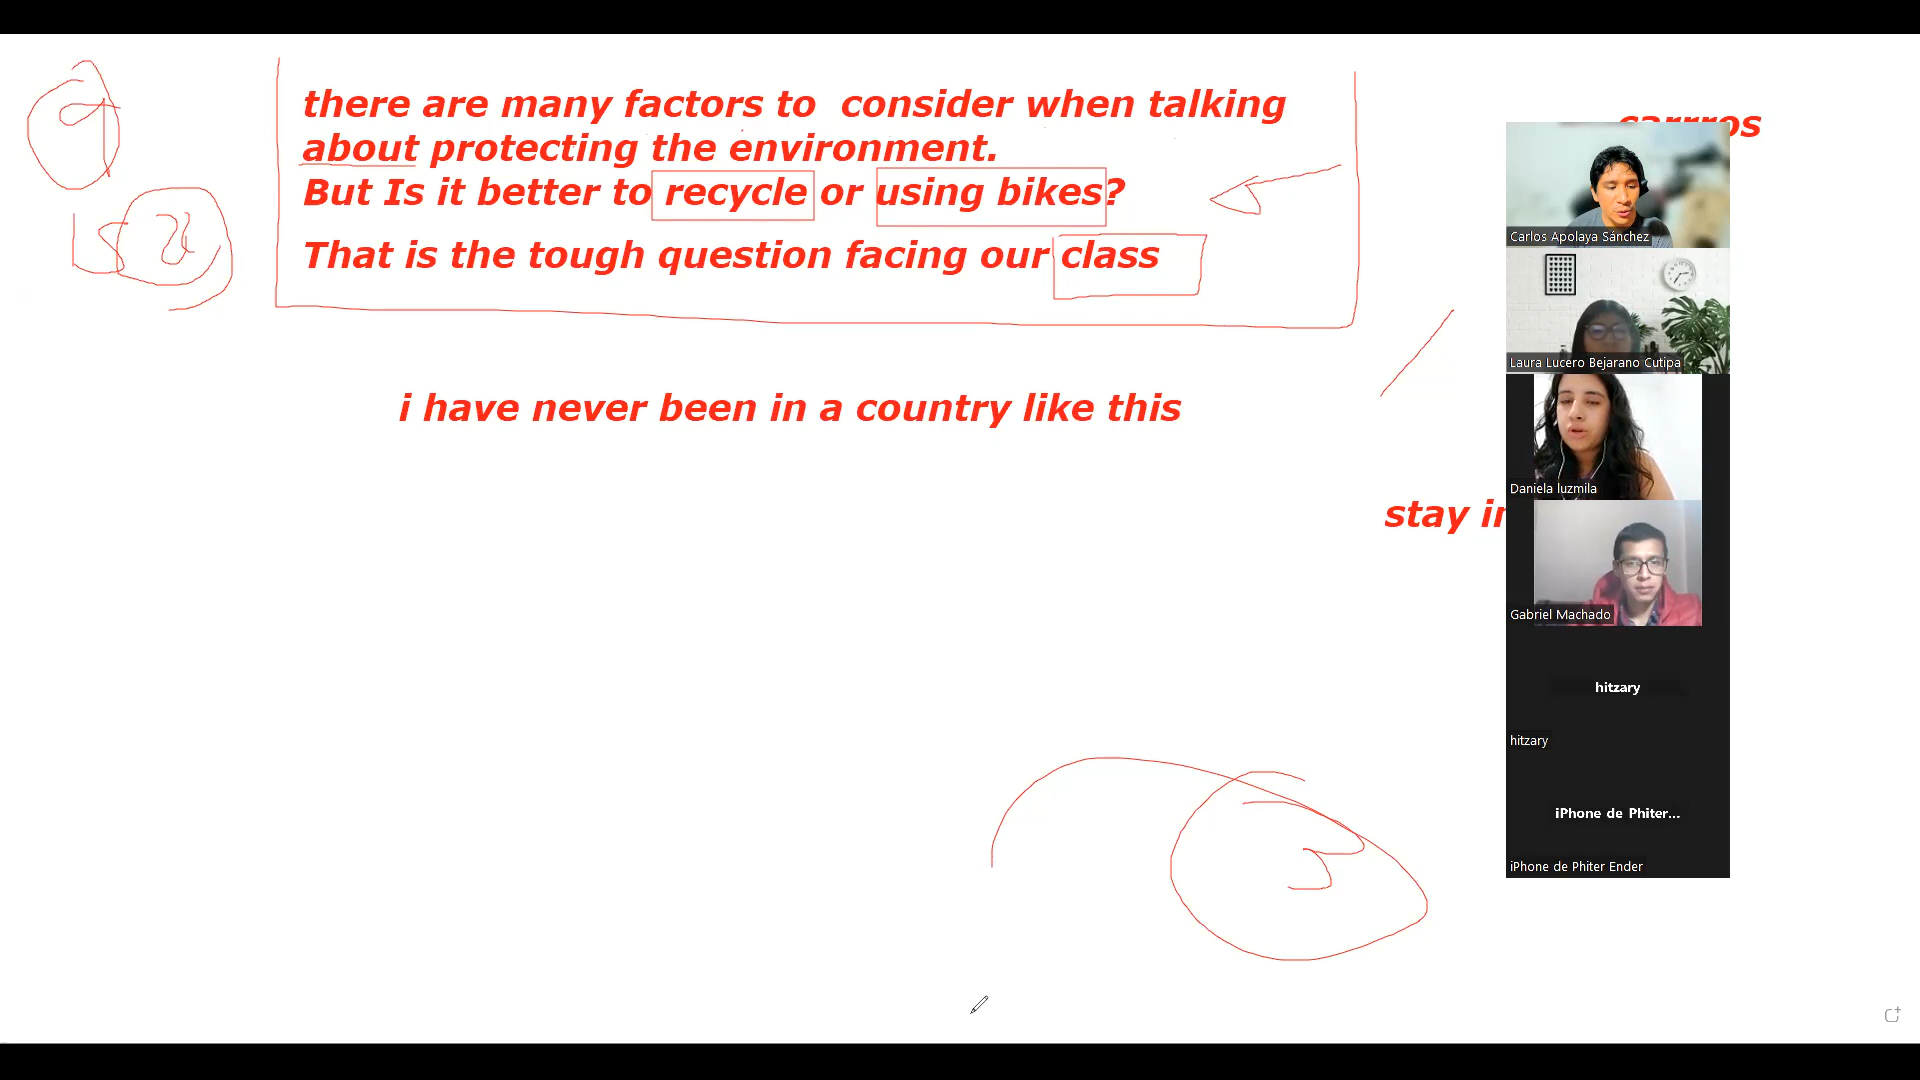 there are many factors to consider when talking
about protecting the environment.
But Is it better to recycle or using bikes?
That is the tough question facing our class
i have never been in a country like this
carrros
stay in
Carlos Apolaya Sánchez
Laura Lucero Bejarano Cutipa
Daniela luzmila
Gabriel Machado
hitzary
hitzary
iPhone de Phiter...
iPhone de Phiter Ender